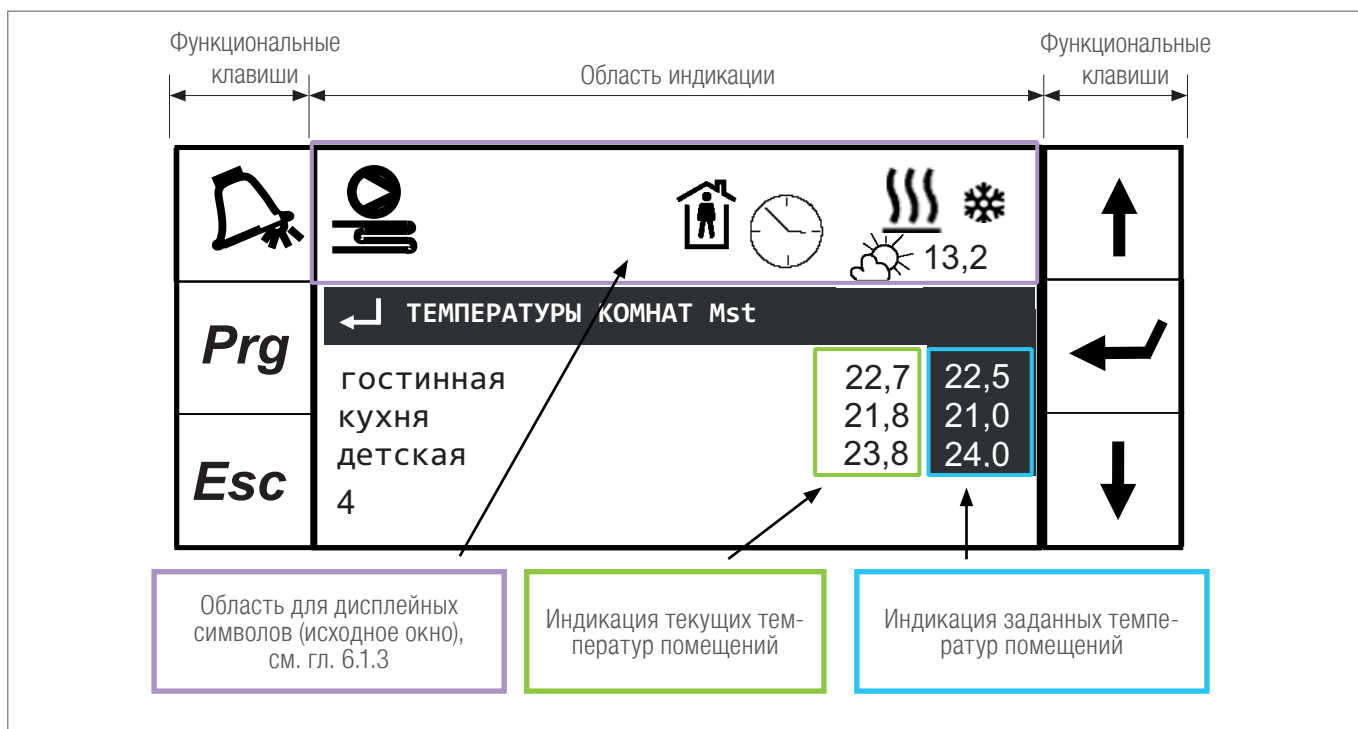 Функциональные
клавиши
Область индикации
Функциональные
клавиши
13,2
Prg
ТЕМПЕРАТУРЫ КОМНАТ Mst
гостинная 22,7 22,5
кухня 21,8 21,0
детская 23,8 24,0
Esc
4
Область для дисплейных
символов (исходное окно),
см. гл. 6.1.3
Индикация текущих тем-
ператур помещений
Индикация заданных темпе-
ратур помещений